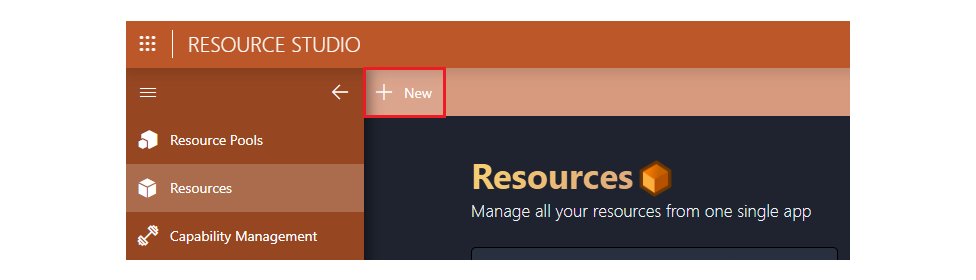 RESOURCE STUDIO
New
Resource Pools
Resources
Capability Management
Resources
Manage all your resources from one single app